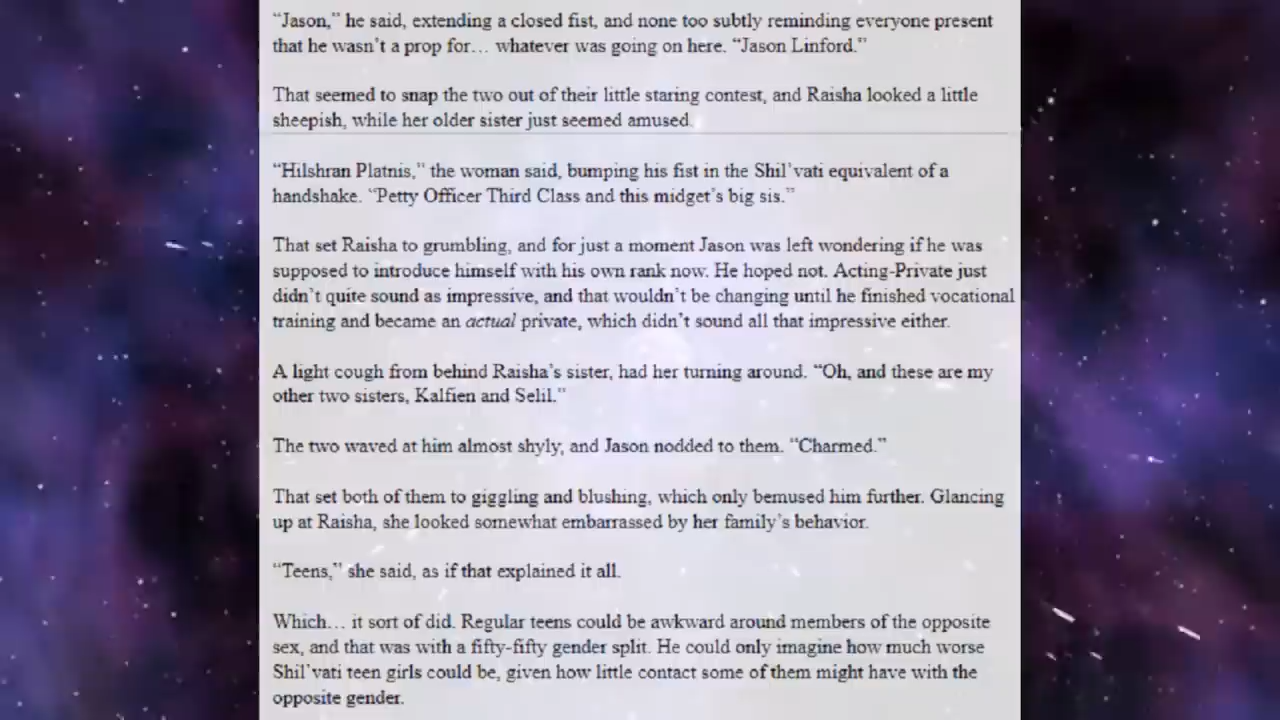 “Jason,” he said, extending a closed fist, and none too subtly reminding everyone present
that he wasn’t a prop for… whatever was going on here. “Jason Linford.”
That seemed to snap the two out of their little staring contest, and Raisha looked a little
sheepish, while her older sister just seemed amused.
“Hilshran Platnis,” the woman said, bumping his fist in the Shil’vati equivalent of a
handshake. “Petty Officer Third Class and this midget’s big sis.”
That set Raisha to grumbling, and for just a moment Jason was left wondering if he was
supposed to introduce himself with his own rank now. He hoped not. Acting-Private just
didn’t quite sound as impressive, and that wouldn’t be changing until he finished vocational
training and became an actual private, which didn’t sound all that impressive either.
A light cough from behind Raisha’s sister, had her turning around. “Oh, and these are my
other two sisters, Kalfien and Selil.”
The two waved at him almost shyly, and Jason nodded to them. “Charmed.”
That set both of them to giggling and blushing, which only bemused him further. Glancing
up at Raisha, she looked somewhat embarrassed by her family’s behavior.
“Teens,” she said, as if that explained it all.
Which… it sort of did. Regular teens could be awkward around members of the opposite
sex, and that was with a fifty-fifty gender split. He could only imagine how much worse
Shil’vati teen girls could be, given how little contact some of them might have with the
opposite gender.